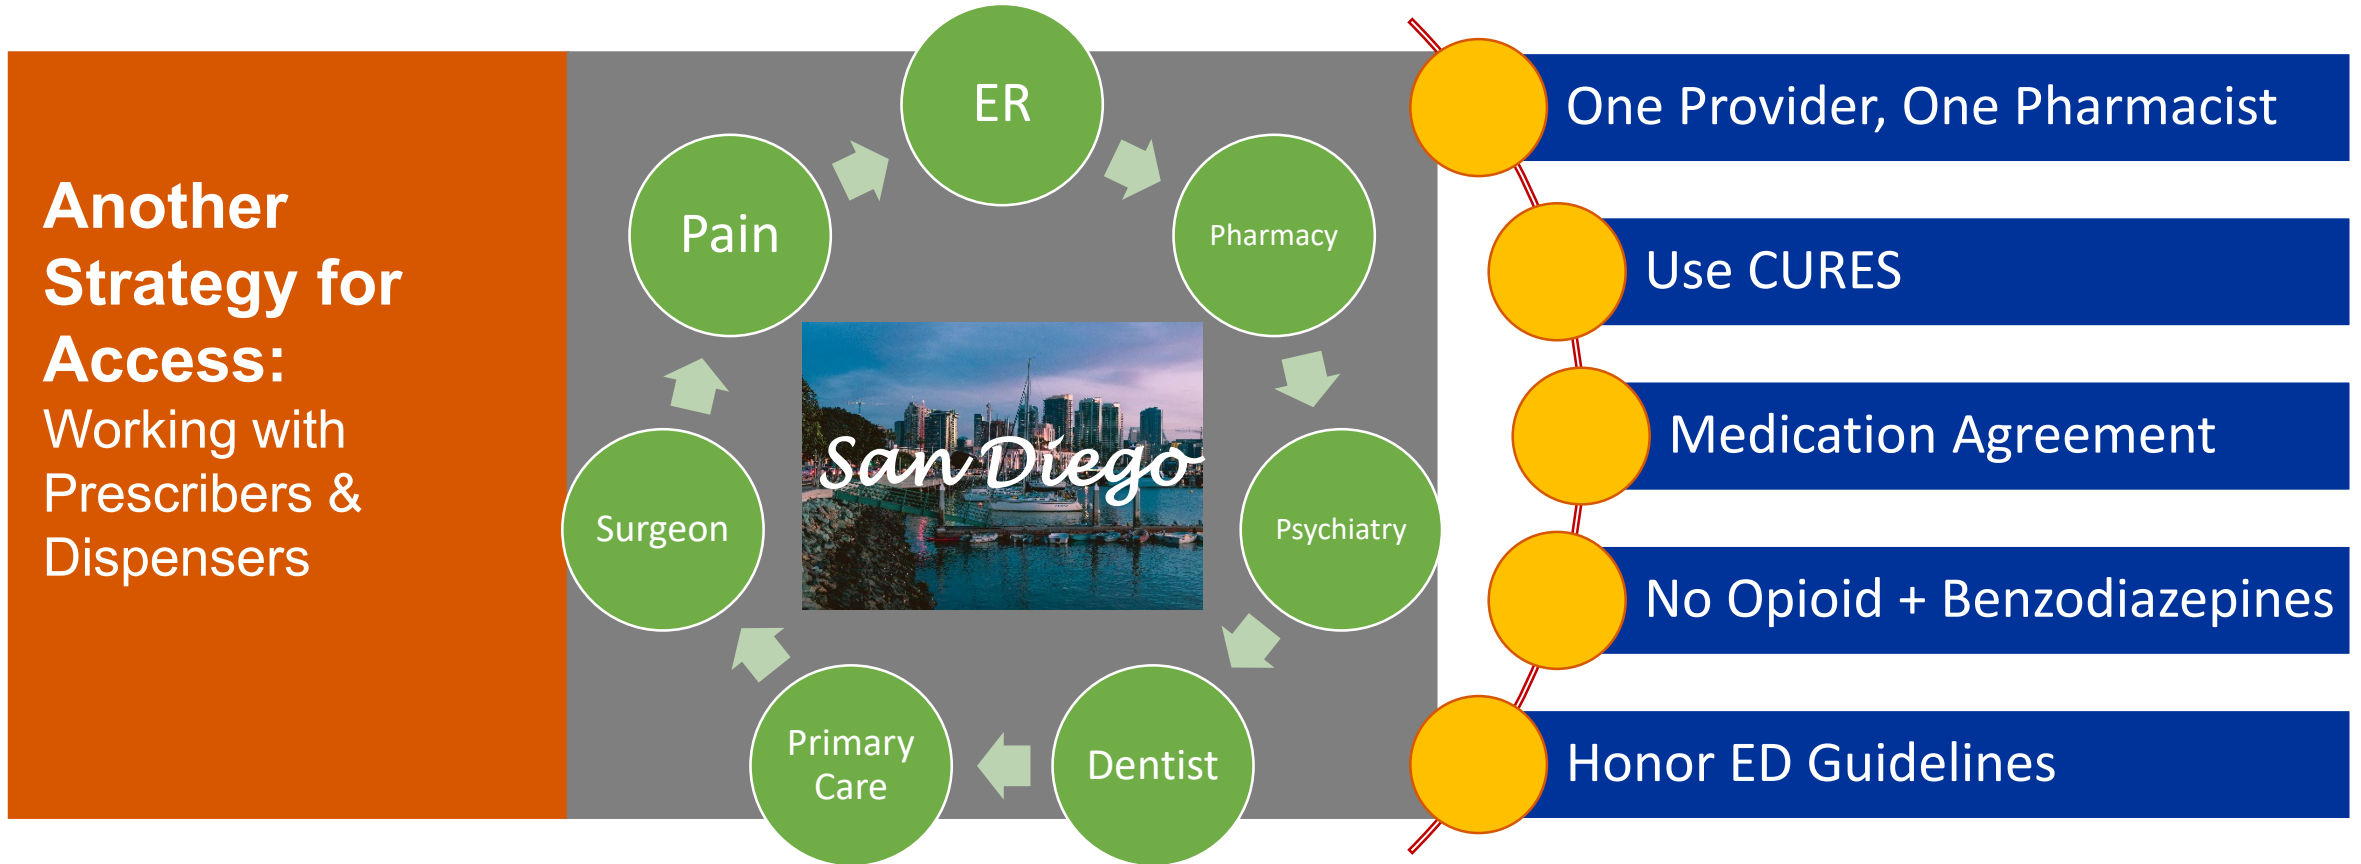 Another
Strategy for
Access:
Working with
Prescribers &
Dispensers
ER
Pharmacy
Psychiatry
Dentist
Primary
Care
Surgeon
Pain
San Diego
One Provider, One Pharmacist
Use CURES
Medication Agreement
No Opioid + Benzodiazepines
Honor ED Guidelines